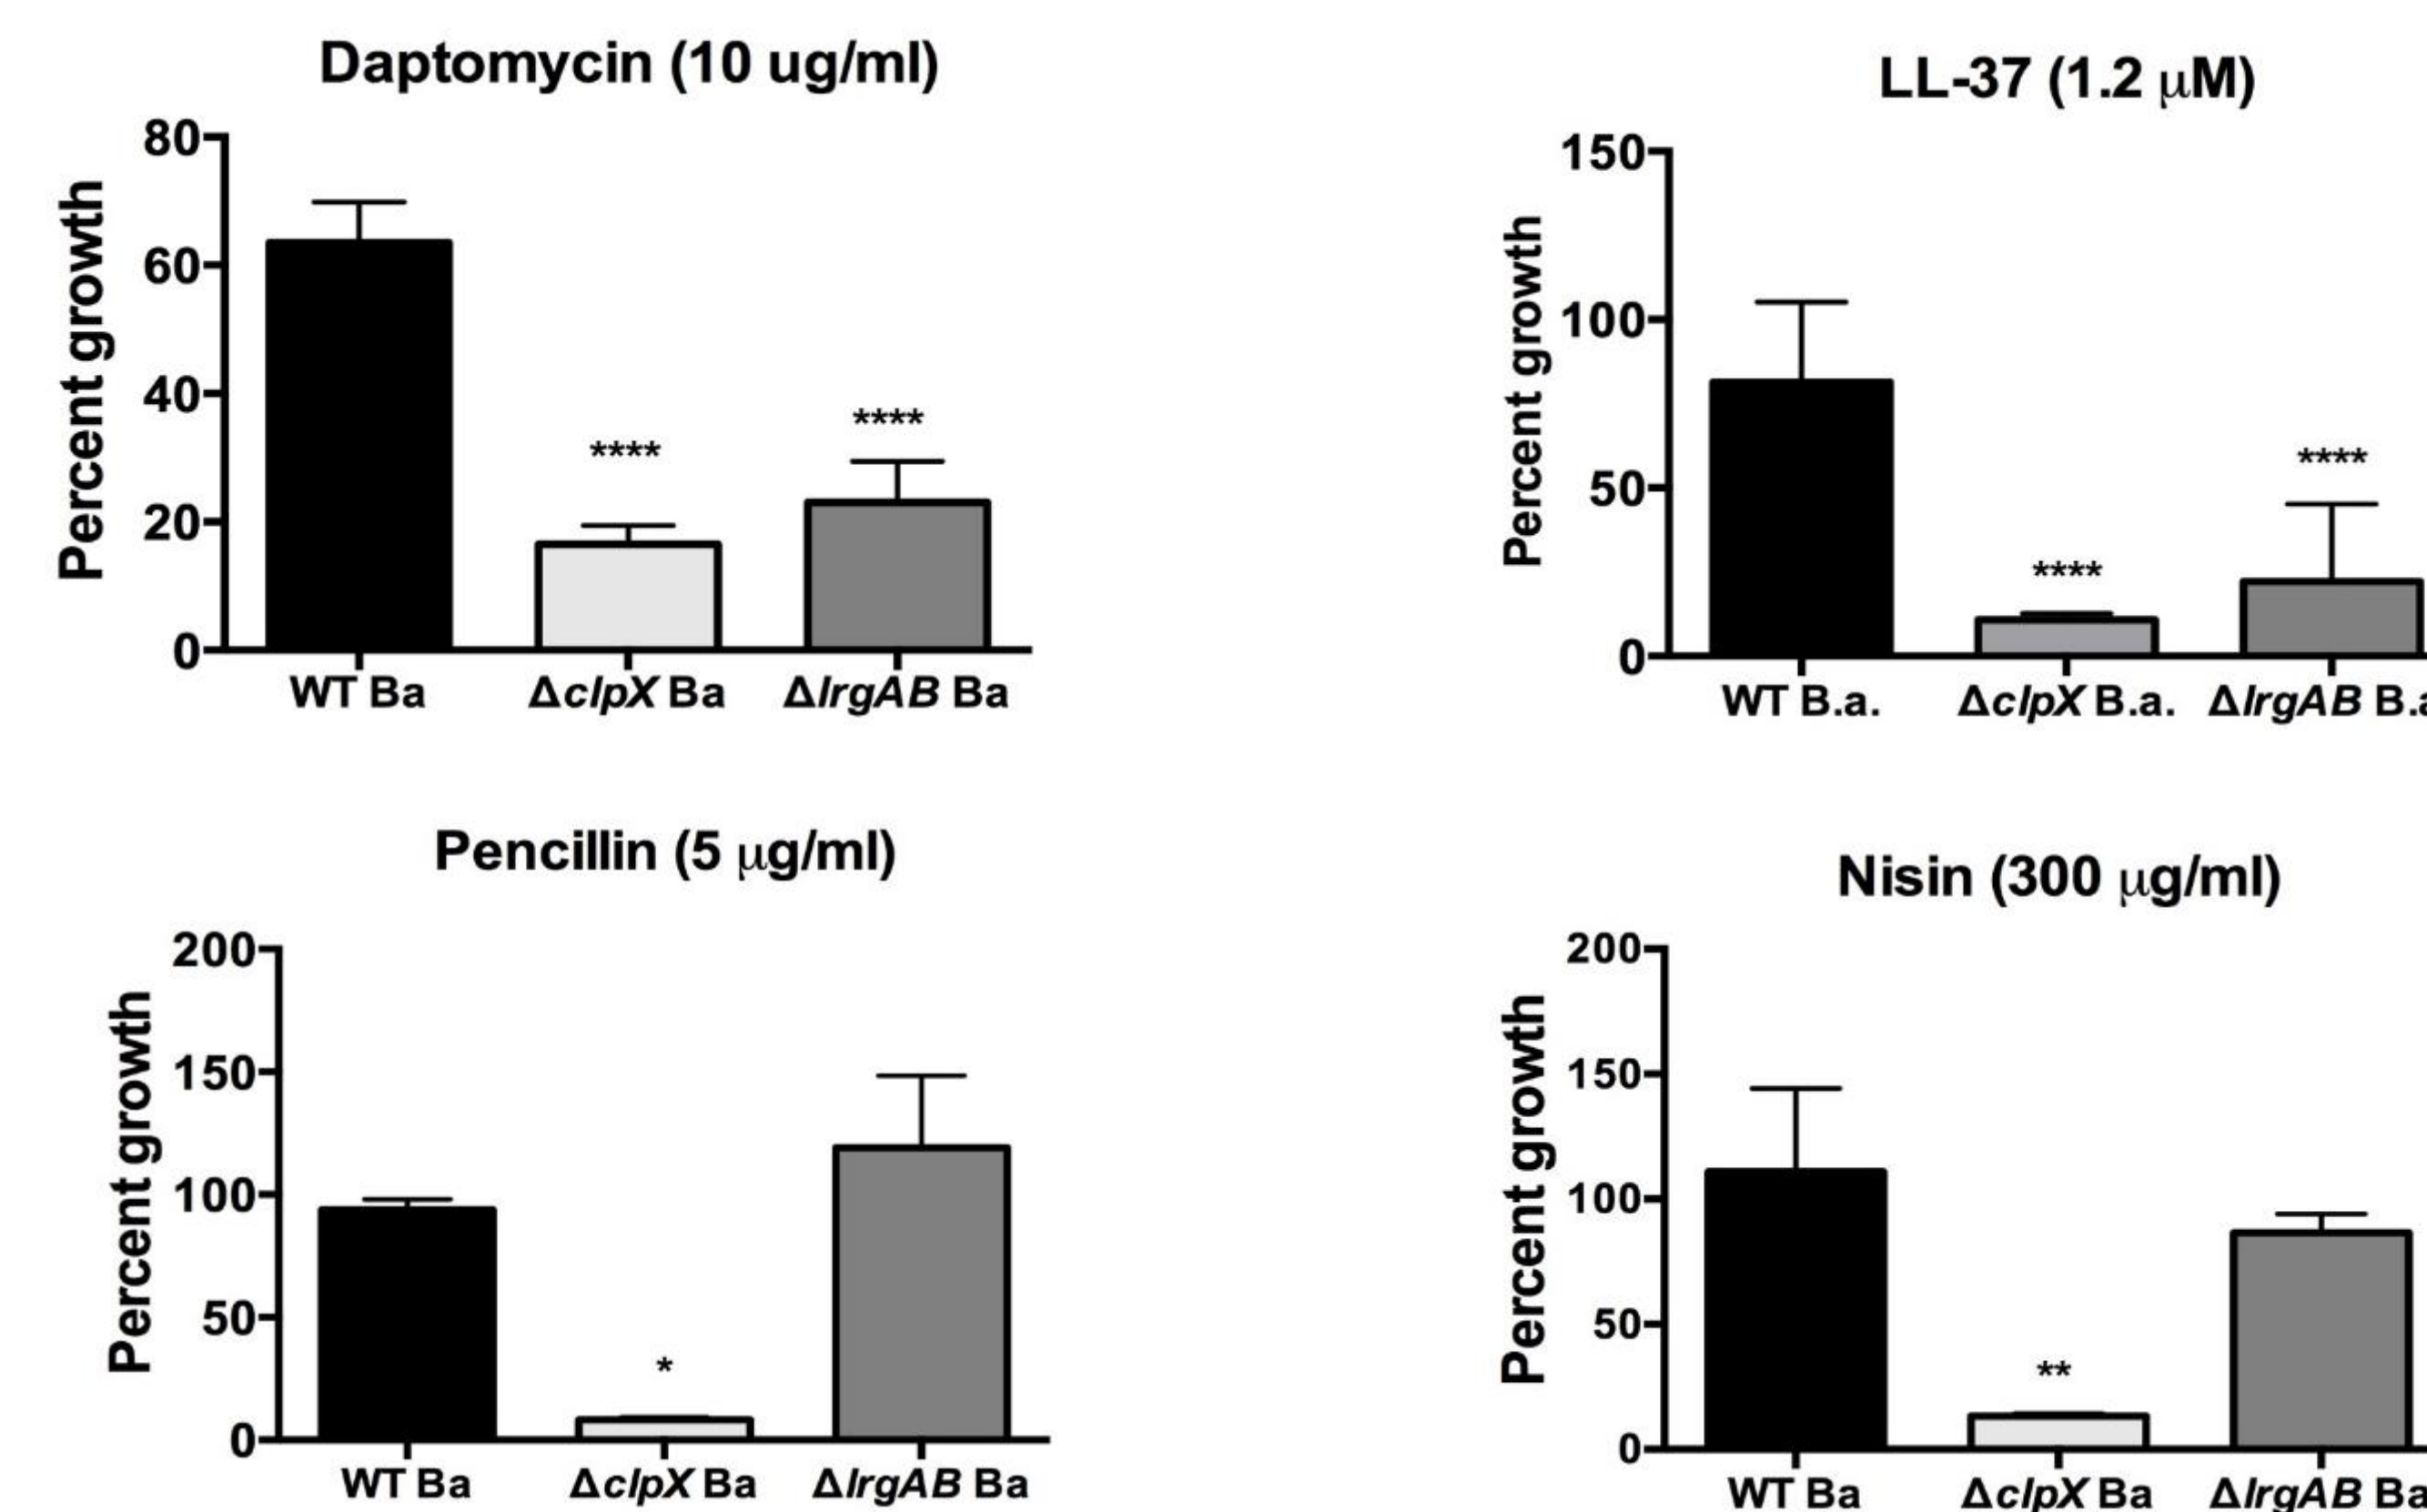 Daptomycin (10 ug/ml)
80
60
40
20
0
Percent growth
****
****
WT Ba
ΔclpX Ba
ΔlrgAB Ba
LL-37 (1.2 μM)
150
100
50
0
Percent growth
****
****
WT B.a.
ΔclpX B.a.
ΔlrgAB B.a
Pencillin (5 μg/ml)
200
150
100
50
0
Percent growth
*
WT Ba
ΔclpX Ba
ΔlrgAB Ba
Nisin (300 μg/ml)
200
150
100
50
0
Percent growth
**
WT Ba
ΔclpX Ba
ΔlrgAB Ba